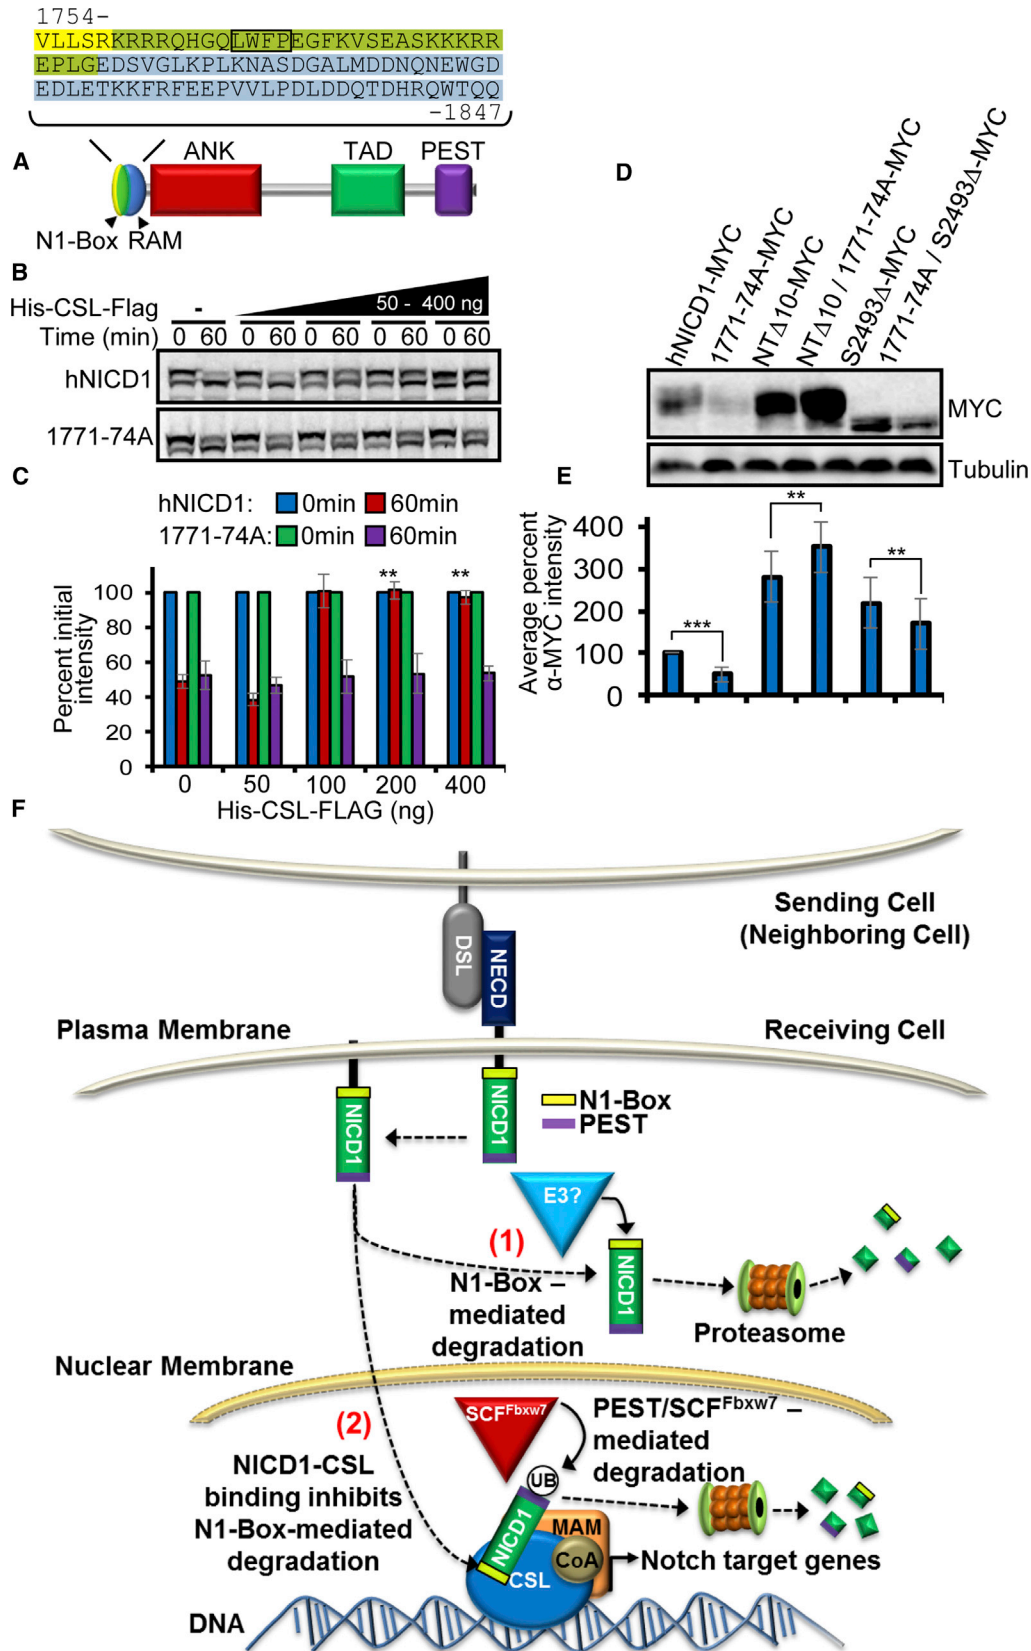 1754-
VLLSRKRRRQHGQLWFPEGFKVSEASKKKRR
EPLGEDSVGLKPLKNASDGALMDDNQNEWGD
EDLETKKFRFEEPVVLPDLDDQTDHRQWTQQ
-1847
A
ANK TAD PEST
N1-Box RAM
B
His-CSL-Flag - 50 - 400 ng
Time (min) 0 60 0 60 0 60 0 60 0 60
hNICD1
1771-74A
C
hNICD1: 0min 60min
1771-74A: 0min 60min
Percent initial
intensity
100
80
60
40
20
0
** **
0 50 100 200 400
His-CSL-FLAG (ng)
D
hNICD1-MYC
1771-74A-MYC
NTΔ10-MYC
NTΔ10 / 1771-74A-MYC
S2493Δ-MYC
1771-74A / S2493Δ-MYC
MYC
Tubulin
E
Average percent
α-MYC intensity
400
300
200
100
0
*** ** **
F
Sending Cell
(Neighboring Cell)
DSL
NECD
Plasma Membrane
Receiving Cell
NICD1
NICD1
N1-Box
PEST
E3?
(1)
N1-Box –
mediated
degradation
NICD1
Proteasome
Nuclear Membrane
(2)
NICD1-CSL
binding inhibits
N1-Box-mediated
degradation
SCFFbxw7
PEST/SCFFbxw7 –
mediated
degradation
UB
NICD1
MAM
CoA
CSL
Notch target genes
DNA